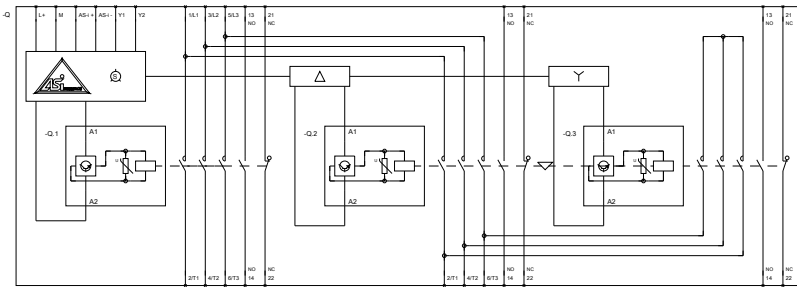 -Q L+ M AS-i + AS-i - Y1 Y2 1/L1 3/L2 5/L3 13 21 13 21 13 21
NO NC NO NC NO NC
ASi S
-Q.1 A1 -Q.2 A1 -Q.3 A1
U U U
A2 A2 A2
NO NC NO NC NO NC
2/T1 4/T2 6/T3 14 22 2/T1 4/T2 6/T3 14 22 14 22